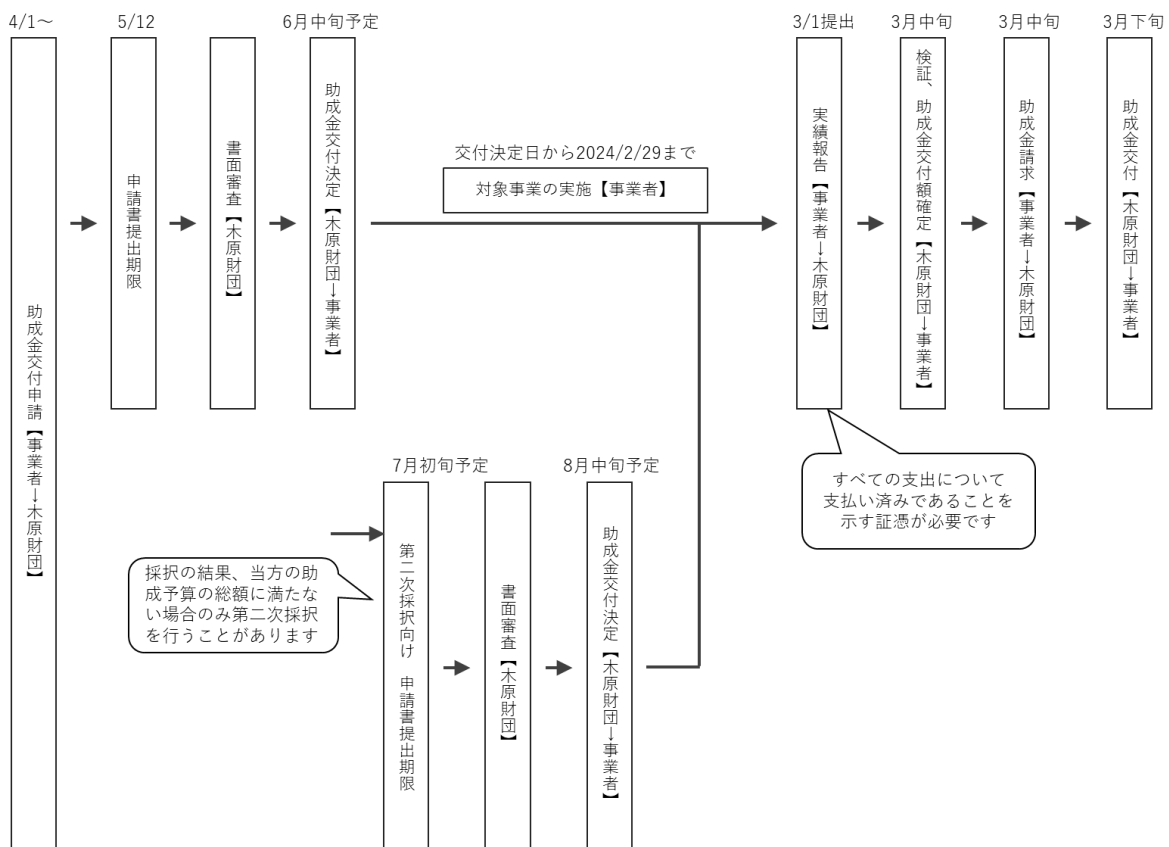 4/1～
5/12
6月中旬予定
3/1提出
3月中旬
3月中旬
3月下旬
助成金交付申請【事業者→木原財団】
申請書提出期限
書面審査【木原財団】
助成金交付決定【木原財団→事業者】
交付決定日から2024/2/29まで
対象事業の実施【事業者】
実績報告【事業者→木原財団】
検証、助成金交付額確定【木原財団→事業者】
助成金請求【事業者→木原財団】
助成金交付【木原財団→事業者】
すべての支出について
支払い済みであることを
示す証憑が必要です
7月初旬予定
8月中旬予定
採択の結果、当方の助
成予算の総額に満たな
い場合のみ第二次採択
を行うことがあります
第二次採択向け　申請書提出期限
書面審査【木原財団】
助成金交付決定【木原財団→事業者】